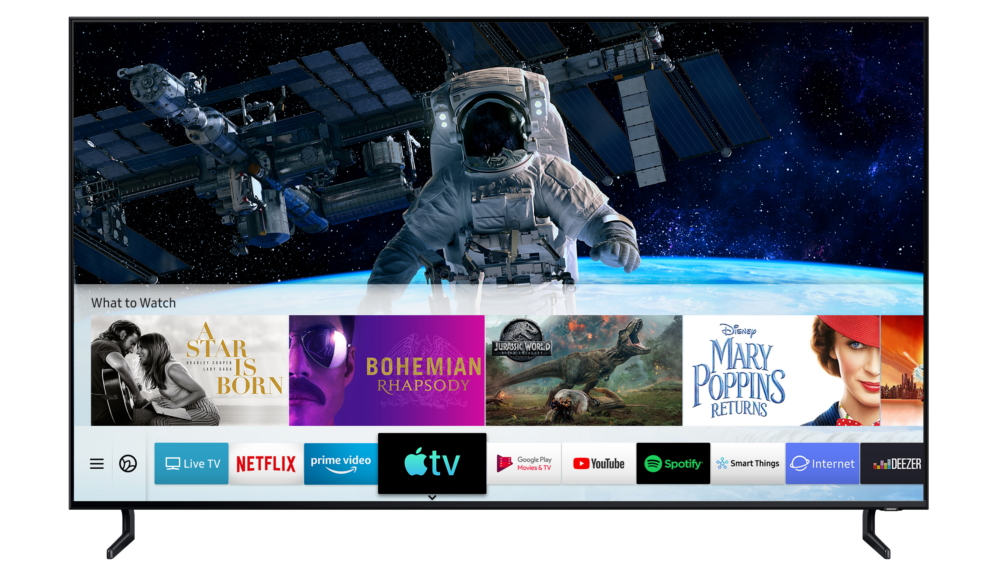 What to Watch
A
STAR
IS
BORN
BRADLEY COOPER
LADY GAGA
BOHEMIAN
RHAPSODY
JURASSIC WORLD
Disney
MARY
POPPINS
RETURNS
Live TV
NETFLIX
prime video
tv
Google Play
Movies & TV
YouTube
Spotify
Smart Things
Internet
DEEZER